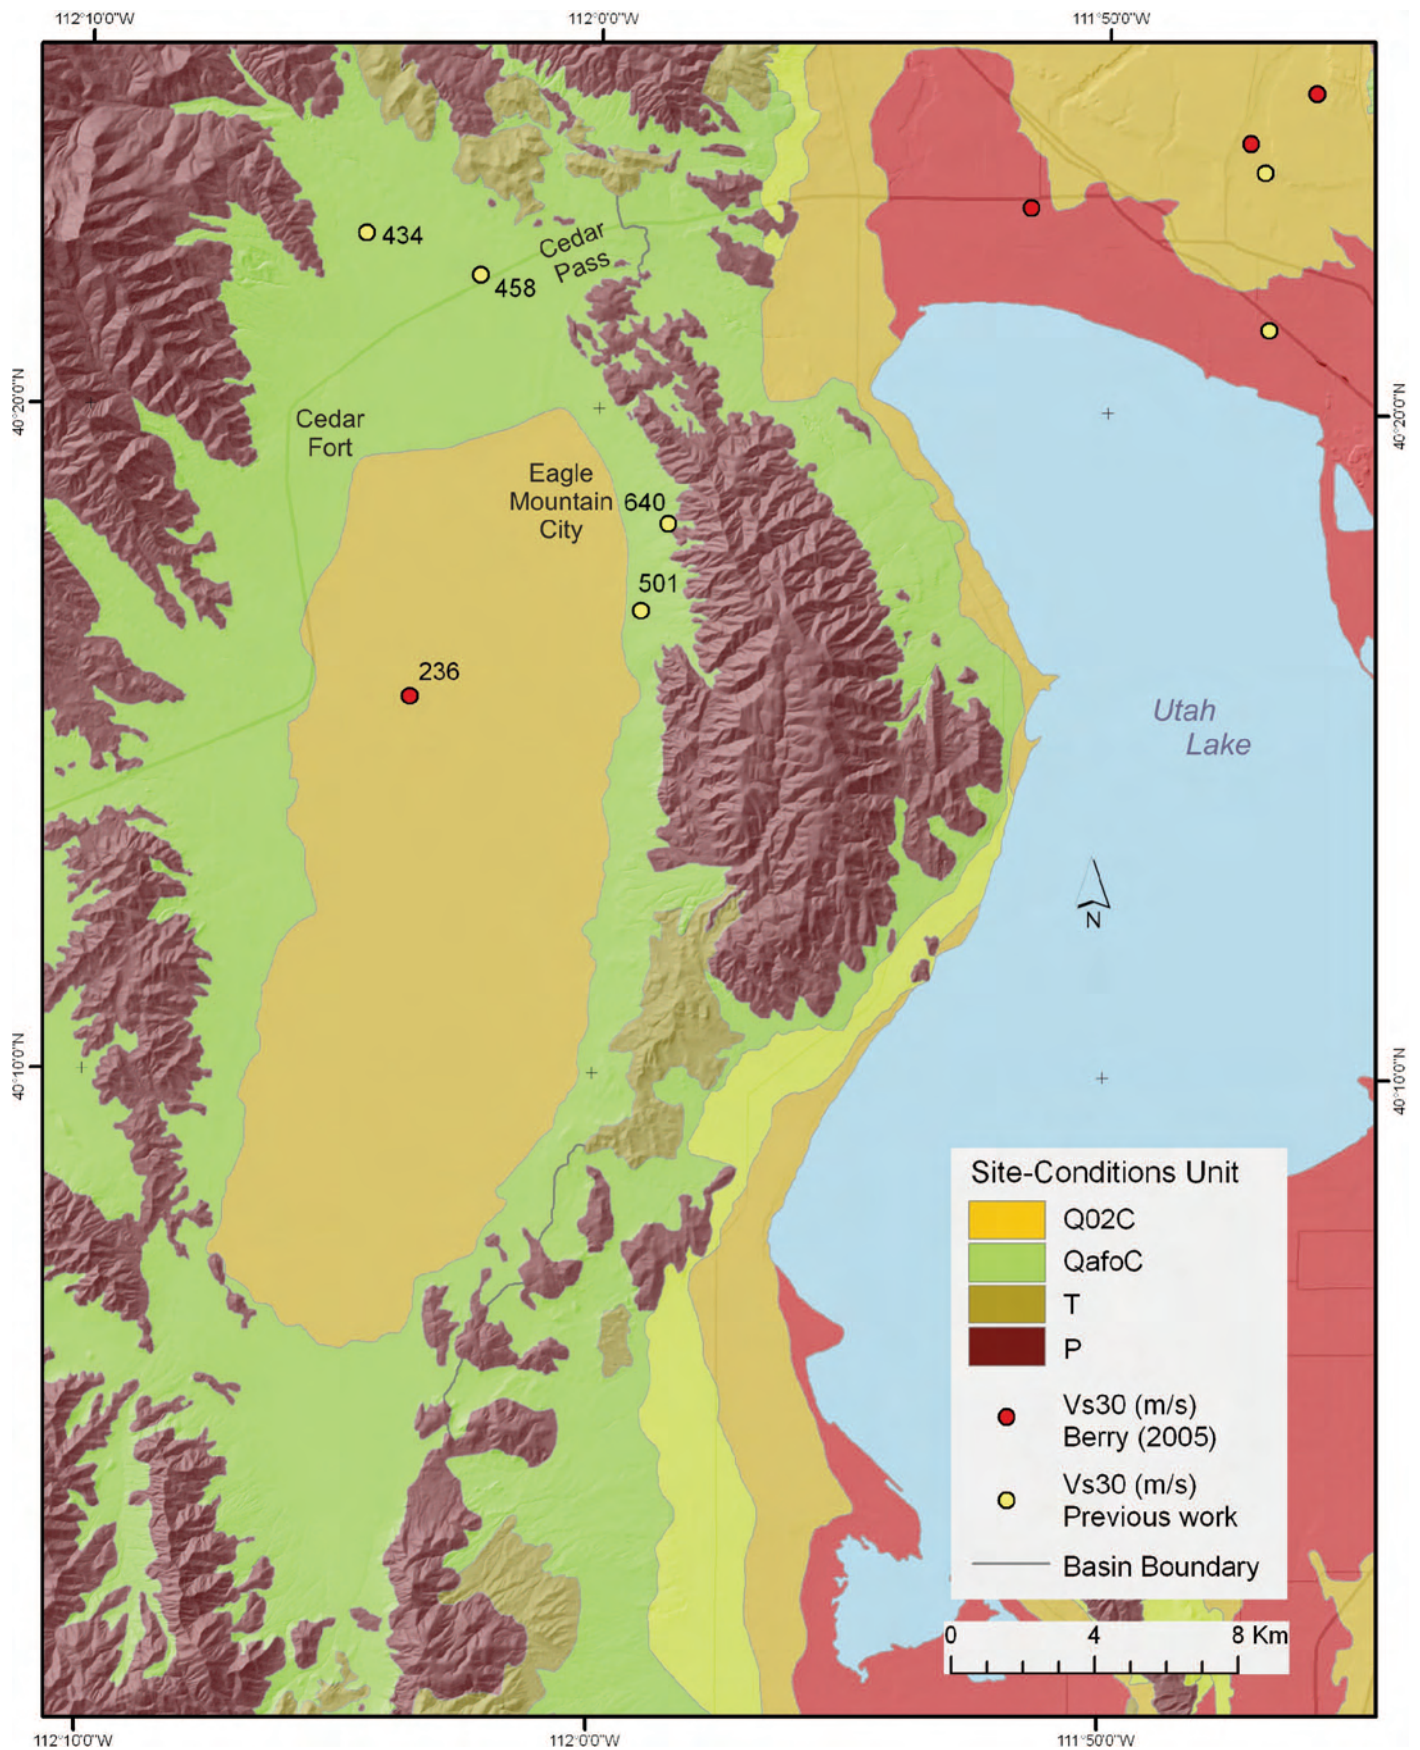 112°10'0"W
112°0'0"W
111°50'0"W
434
458
Cedar
Pass
40°20'0"N
40°20'0"N
Cedar
Fort
Eagle
Mountain
City
640
501
236
Utah
Lake
N
40°10'0"N
40°10'0"N
Site-Conditions Unit
Q02C
QafoC
T
P
Vs30 (m/s)
Berry (2005)
Vs30 (m/s)
Previous work
Basin Boundary
0 4 8 Km
112°10'0"W
112°0'0"W
111°50'0"W